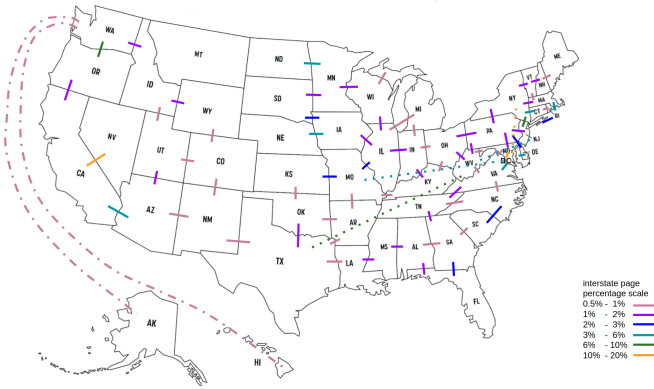 WA
MT
ND
MN
ME
VT
NH
OR
ID
SD
WI
MI
NY
MA
CT
RI
WY
IA
PA
NJ
NV
NE
IL
IN
OH
DE
CA
UT
CO
KS
MO
WV
DC
VA
KY
NC
AZ
NM
OK
AR
TN
SC
TX
LA
MS
AL
GA
FL
AK
HI
interstate page
percentage scale
0.5% - 1%
1% - 2%
2% - 3%
3% - 6%
6% - 10%
10% - 20%